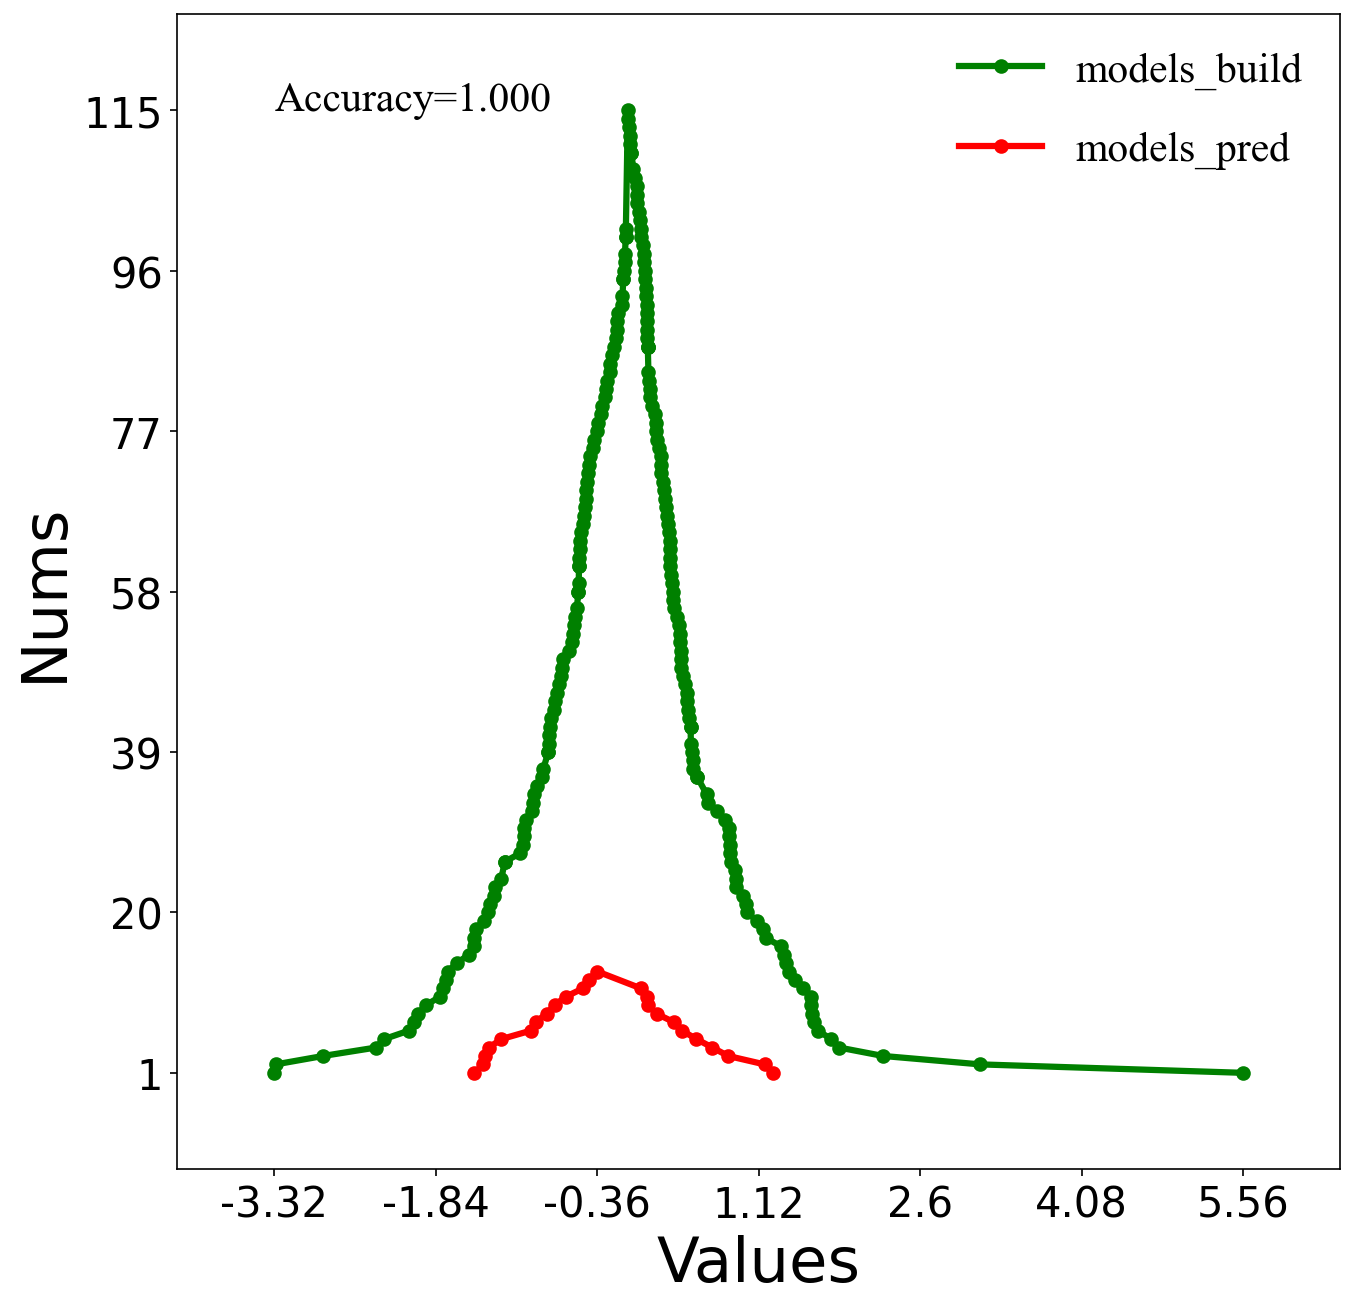 Accuracy=1.000
models_build
models_pred
115
96
77
58
39
20
1
Nums
-3.32 -1.84 -0.36 1.12 2.6 4.08 5.56
Values